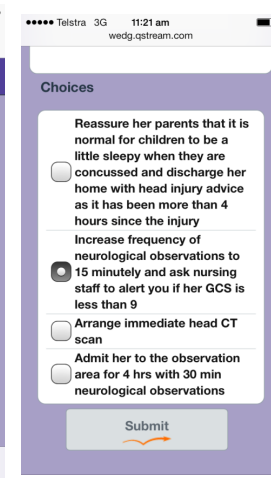 Telstra 3G 11:21 am
wedg.qstream.com
Choices
Reassure her parents that it is
normal for children to be a
little sleepy when they are
concussed and discharge her
home with head injury advice
as it has been more than 4
hours since the injury
Increase frequency of
neurological observations to
15 minutely and ask nursing
staff to alert you if her GCS is
less than 9
Arrange immediate head CT
scan
Admit her to the observation
area for 4 hrs with 30 min
neurological observations
Submit